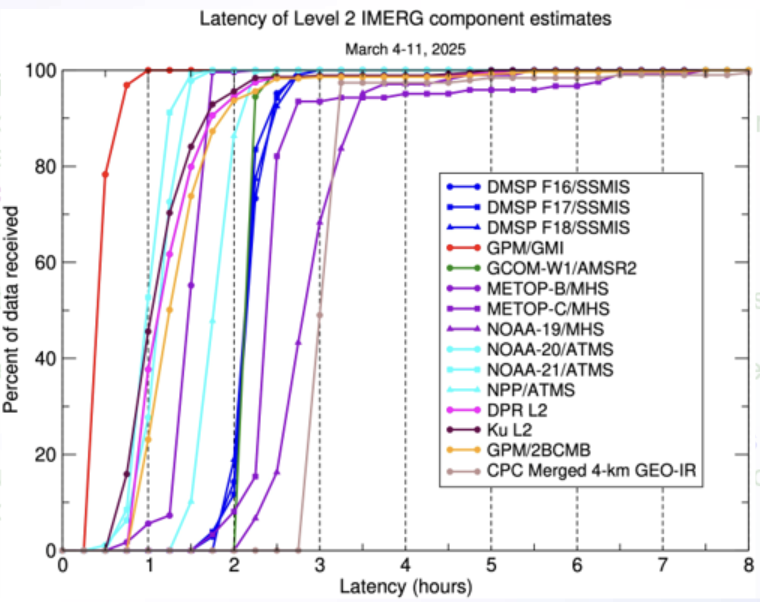 Latency of Level 2 IMERG component estimates
March 4-11, 2025
Percent of data received
100
80
60
40
20
0
DMSP F16/SSMIS
DMSP F17/SSMIS
DMSP F18/SSMIS
GPM/GMI
GCOM-W1/AMSR2
METOP-B/MHS
METOP-C/MHS
NOAA-19/MHS
NOAA-20/ATMS
NOAA-21/ATMS
NPP/ATMS
DPR L2
Ku L2
GPM/2BCMB
CPC Merged 4-km GEO-IR
0 1 2 3 4 5 6 7 8
Latency (hours)